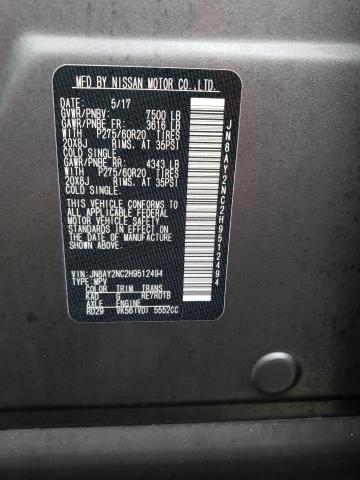 MFD BY NISSAN MOTOR CO.,LTD.
DATE: 5/17
GVWR/PNBV: 7500 LB
GAWR/PNBE FR: 3616 LB
WITH P275/60R20 TIRES
20X8J RIMS, AT 35PSI
COLD SINGLE.
GAWR/PNBE RR: 4343 LB
WITH P275/60R20 TIRES
20X8J RIMS, AT 35PSI
COLD SINGLE.
THIS VEHICLE CONFORMS TO ALL
APPLICABLE FEDERAL MOTOR
VEHICLE SAFETY
STANDARDS IN EFFECT ON THE
DATE OF MANUFACTURE SHOWN ABOVE.
VIN: JN8AY2NC2H9512494
TYPE: MPV
COLOR TRIM TRANS
KAD G RE7R01B
AXLE ENGINE
RD29 VK56(VD) 5552CC
JN8AY2NC2H9512494